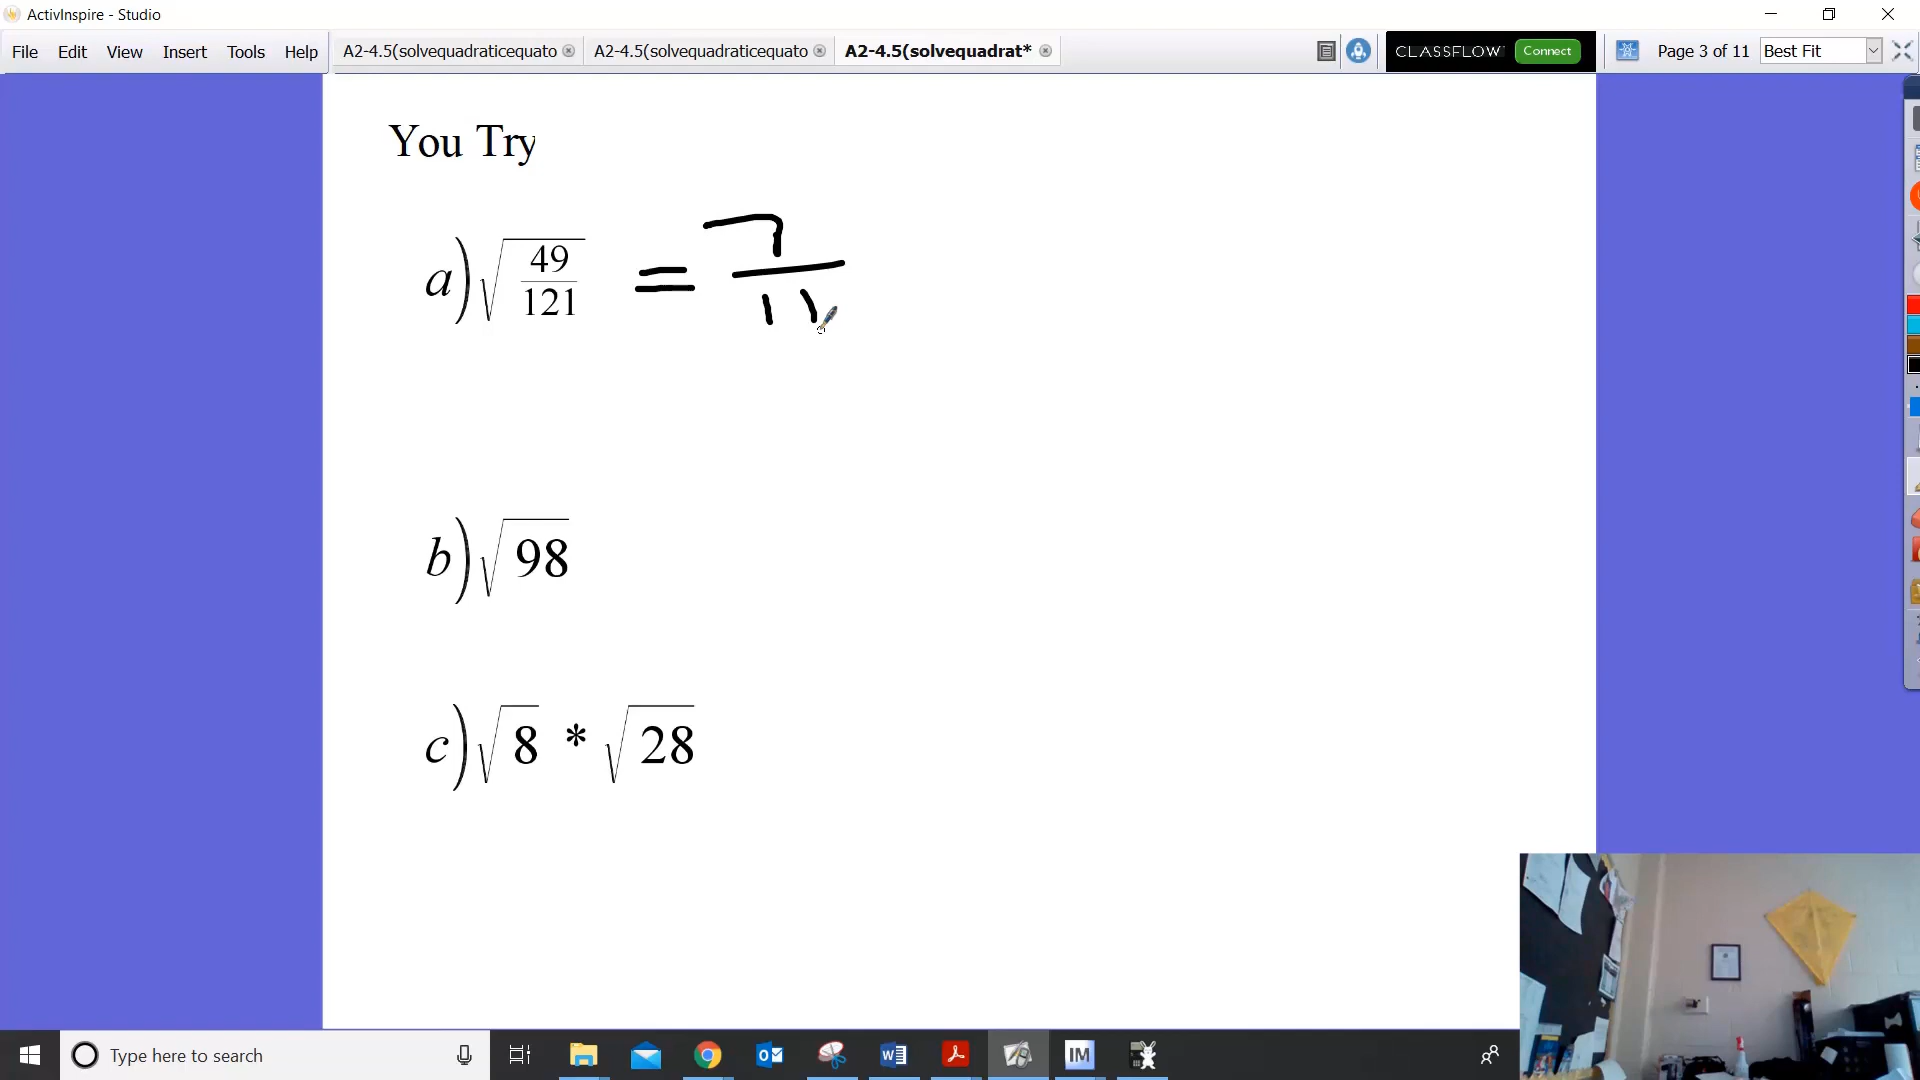 ActivInspire - Studio
File Edit View Insert Tools Help A2-4.5(solvequadraticequato A2-4.5(solvequadraticequato A2-4.5(solvequadrat* CLASSFLOW Connect Page 3 of 11 Best Fit
You Try
a) √(49/121) = 7/11
b) √98
c) √8 * √28
Type here to search
IM